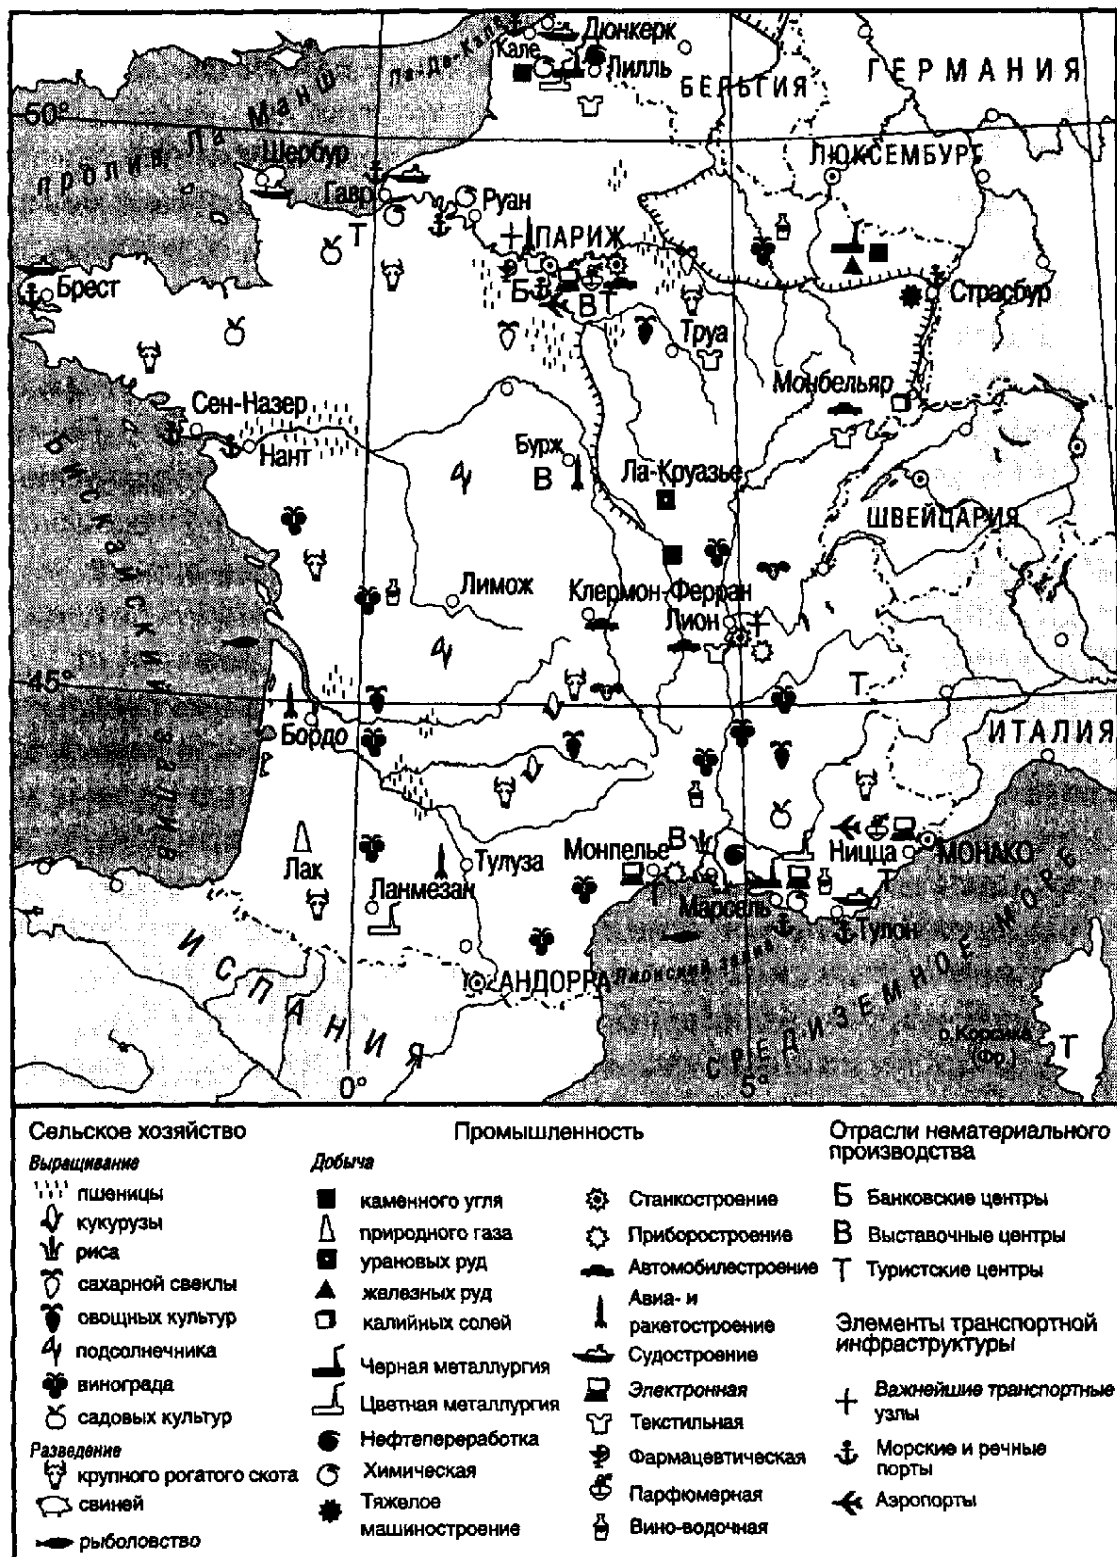 Дюнкерк
Кале
Па-Де-Кале
Лилль
БЕЛЬГИЯ
ГЕРМАНИЯ
50°
пролив Ла Манш
Шербур
ЛЮКСЕМБУРГ
Гавр
Руан
Т
ПАРИЖ
Брест
Б
В Т
Страсбур
Труа
Монбельяр
Сен-Назер
Нант
Бурж
В
Ла-Круазье
Бискайский залив
ШВЕЙЦАРИЯ
Лимож
Клермон-Ферран
Лион
45°
Т
Бордо
ИТАЛИЯ
Лак
Тулуза
Монпелье
В
Ницца
МОНАКО
Ланмезан
Т
Т
Марсель
Тулон
ИСПАНИЯ
АНДОРРА
Лионский залив
СРЕДИЗЕМНОЕ МОРЕ
о.Корсика
(Фр.)
Т
0°
5°
Сельское хозяйство
Выращивание
пшеницы
кукурузы
риса
сахарной свеклы
овощных культур
подсолнечника
винограда
садовых культур
Разведение
крупного рогатого скота
свиней
рыболовство
Промышленность
Добыча
каменного угля
природного газа
урановых руд
железных руд
калийных солей
Черная металлургия
Цветная металлургия
Нефтепереработка
Химическая
Тяжелое
машиностроение
Станкостроение
Приборостроение
Автомобилестроение
Авиа- и
ракетостроение
Судостроение
Электронная
Текстильная
Фармацевтическая
Парфюмерная
Вино-водочная
Отрасли нематериального
производства
Б Банковские центры
В Выставочные центры
Т Туристские центры
Элементы транспортной
инфраструктуры
Важнейшие транспортные
узлы
Морские и речные
порты
Аэропорты